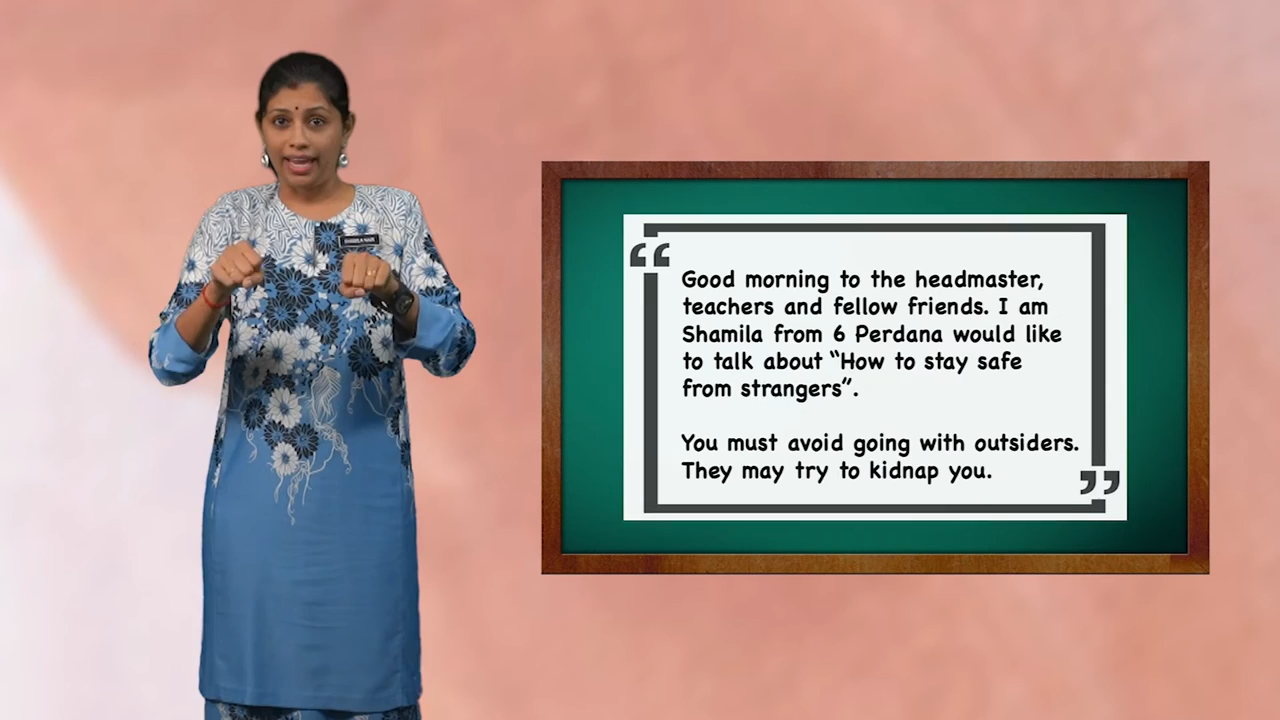 “
Good morning to the headmaster,
teachers and fellow friends. I am
Shamila from 6 Perdana would like
to talk about “How to stay safe
from strangers”.
You must avoid going with outsiders.
They may try to kidnap you.
”